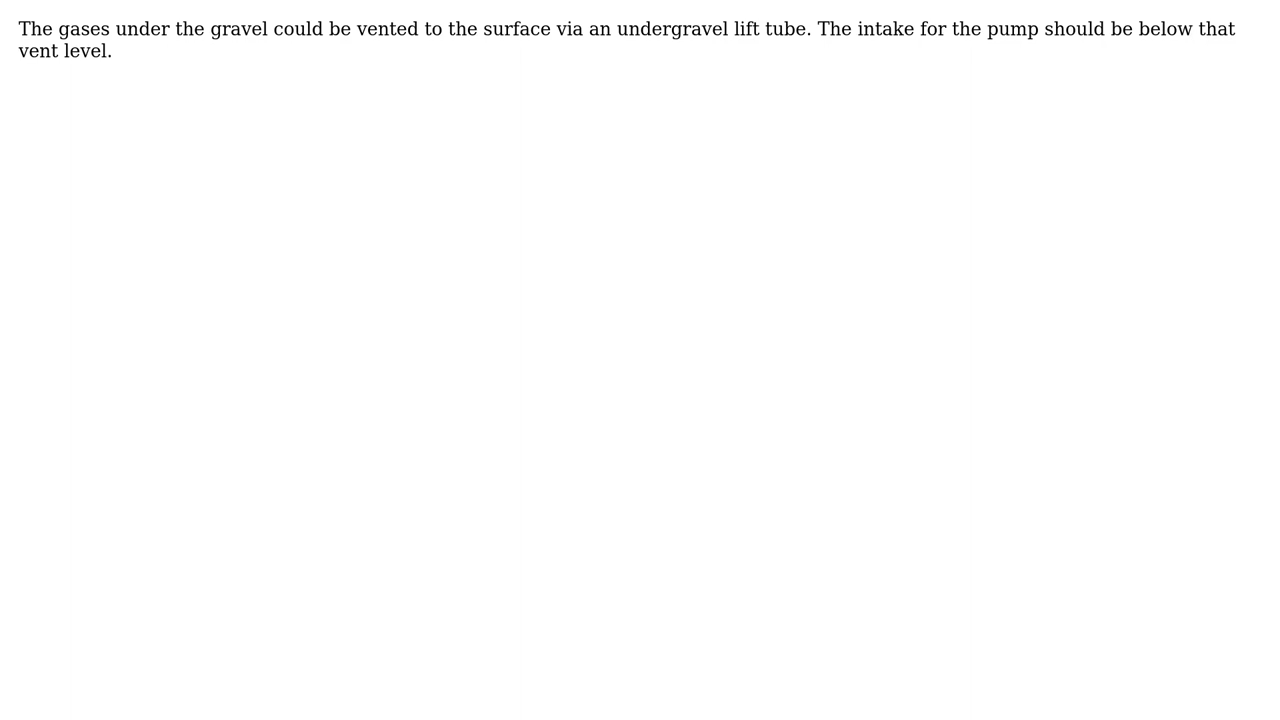 The gases under the gravel could be vented to the surface via an undergravel lift tube. The intake for the pump should be below that
vent level.